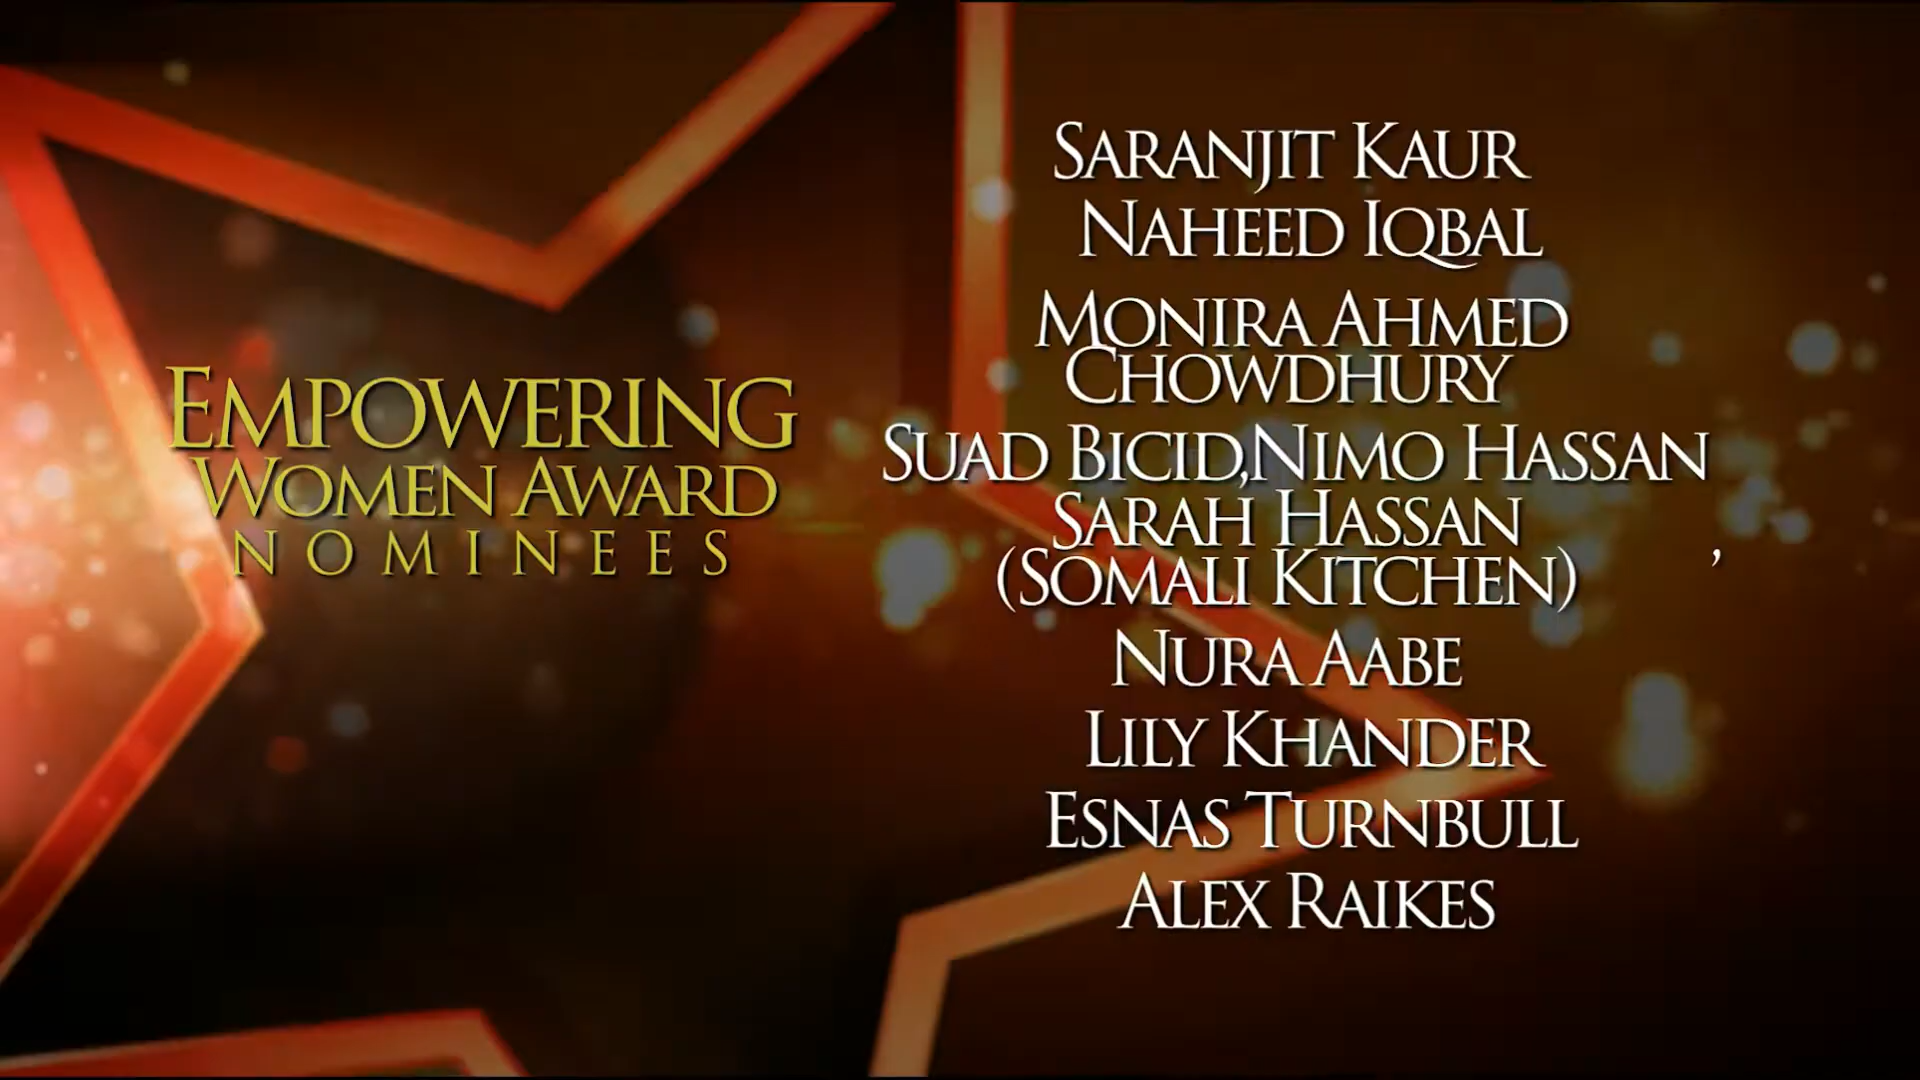 EMPOWERING
WOMEN AWARD
NOMINEES
SARANJIT KAUR
NAHEED IQBAL
MONIRA AHMED
CHOWDHURY
SUAD BICID,NIMO HASSAN
SARAH HASSAN
,
(SOMALI KITCHEN)
NURA AABE
LILY KHANDER
ESNAS TURNBULL
ALEX RAIKES